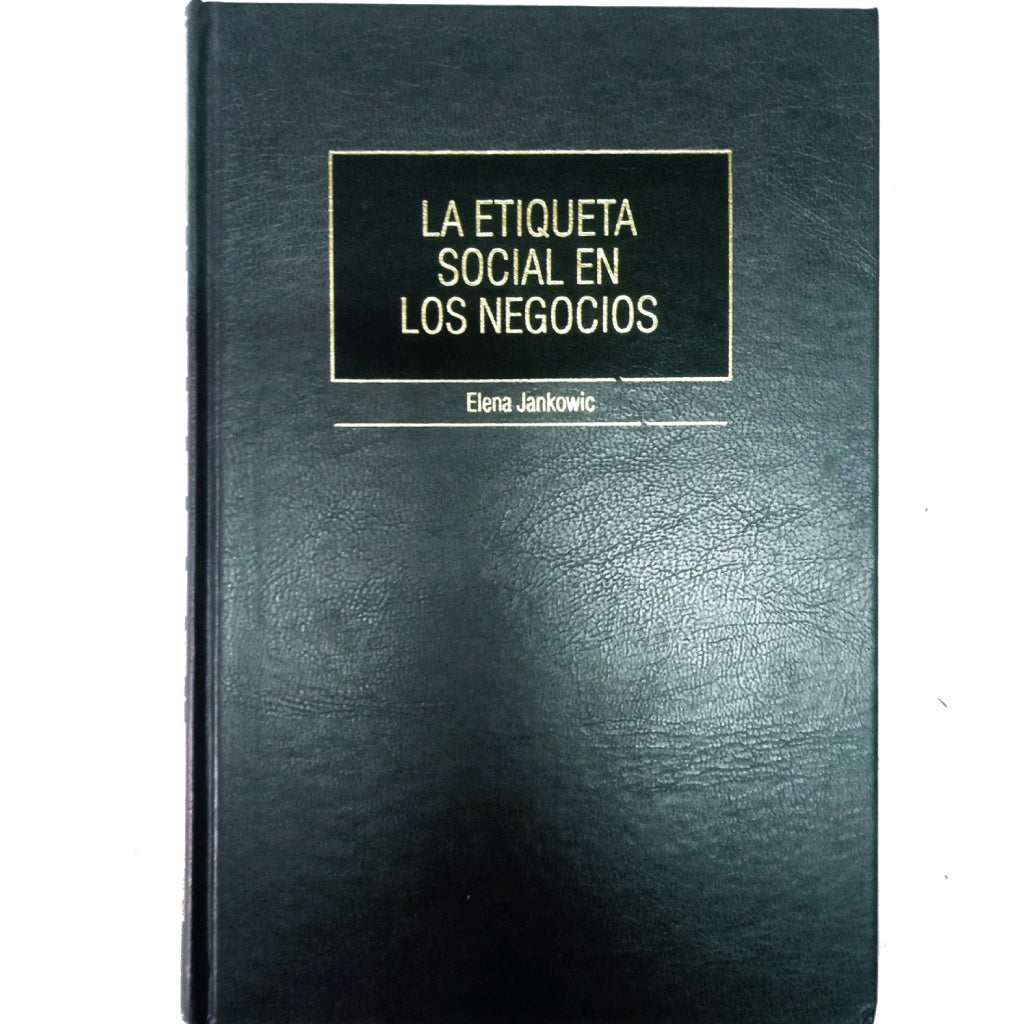 LA ETIQUETA
SOCIAL EN
LOS NEGOCIOS
Elena Jankowic